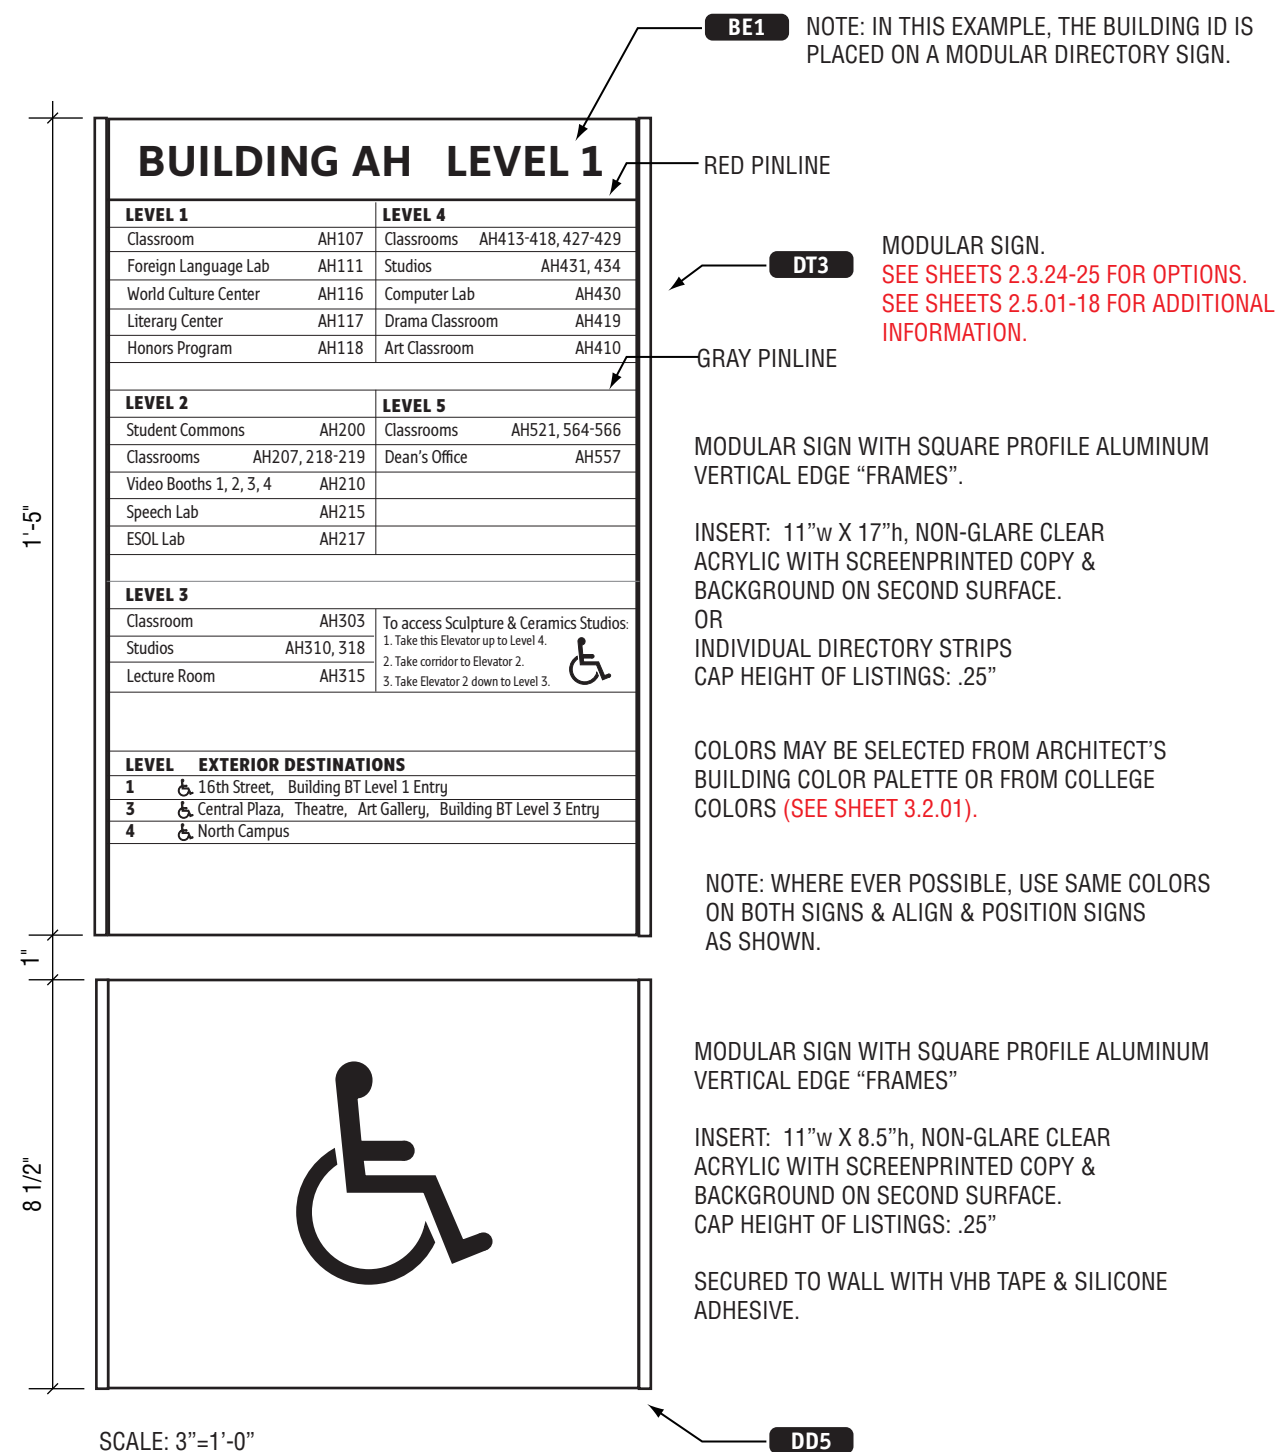 BE1 NOTE: IN THIS EXAMPLE, THE BUILDING ID IS
PLACED ON A MODULAR DIRECTORY SIGN.
BUILDING AH LEVEL 1
RED PINLINE
LEVEL 1 LEVEL 4
Classroom AH107 Classrooms AH413-418, 427-429
Foreign Language Lab AH111 Studios AH431, 434
World Culture Center AH116 Computer Lab AH430
Literary Center AH117 Drama Classroom AH419
Honors Program AH118 Art Classroom AH410
DT3 MODULAR SIGN.
SEE SHEETS 2.3.24-25 FOR OPTIONS.
SEE SHEETS 2.5.01-18 FOR ADDITIONAL
INFORMATION.
GRAY PINLINE
LEVEL 2 LEVEL 5
Student Commons AH200 Classrooms AH521, 564-566
Classrooms AH207, 218-219 Dean's Office AH557
Video Booths 1, 2, 3, 4 AH210
Speech Lab AH215
ESOL Lab AH217
LEVEL 3
Classroom AH303
Studios AH310, 318
Lecture Room AH315
To access Sculpture & Ceramics Studios:
1. Take this Elevator up to Level 4.
2. Take corridor to Elevator 2.
3. Take Elevator 2 down to Level 3.
LEVEL EXTERIOR DESTINATIONS
1 16th Street, Building BT Level 1 Entry
3 Central Plaza, Theatre, Art Gallery, Building BT Level 3 Entry
4 North Campus
1'-5"
1"
8 1/2"
MODULAR SIGN WITH SQUARE PROFILE ALUMINUM
VERTICAL EDGE “FRAMES”.
INSERT: 11”w X 17”h, NON-GLARE CLEAR
ACRYLIC WITH SCREENPRINTED COPY &
BACKGROUND ON SECOND SURFACE.
OR
INDIVIDUAL DIRECTORY STRIPS
CAP HEIGHT OF LISTINGS: .25”
COLORS MAY BE SELECTED FROM ARCHITECT’S
BUILDING COLOR PALETTE OR FROM COLLEGE
COLORS (SEE SHEET 3.2.01).
NOTE: WHERE EVER POSSIBLE, USE SAME COLORS
ON BOTH SIGNS & ALIGN & POSITION SIGNS
AS SHOWN.
MODULAR SIGN WITH SQUARE PROFILE ALUMINUM
VERTICAL EDGE “FRAMES”
INSERT: 11”w X 8.5”h, NON-GLARE CLEAR
ACRYLIC WITH SCREENPRINTED COPY &
BACKGROUND ON SECOND SURFACE.
CAP HEIGHT OF LISTINGS: .25”
SECURED TO WALL WITH VHB TAPE & SILICONE
ADHESIVE.
SCALE: 3”=1’-0”
DD5